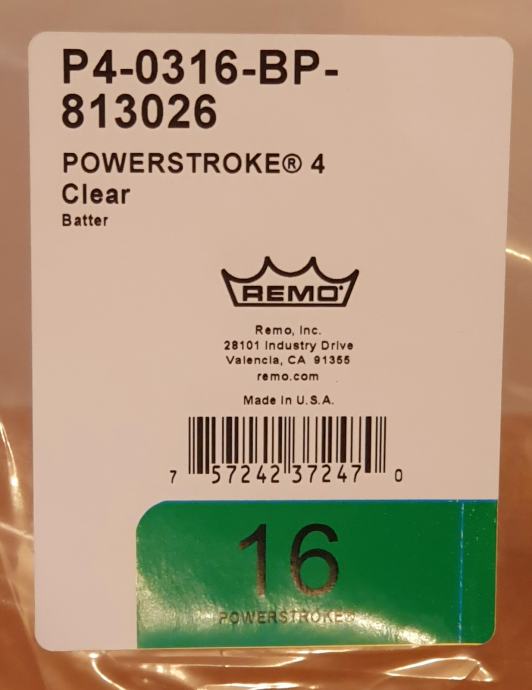 P4-0316-BP-
813026
POWERSTROKE® 4
Clear
Batter
REMO®
Remo, Inc.
28101 Industry Drive
Valencia, CA 91355
remo.com
Made in U.S.A.
7 57242 37247 0
16
POWERSTROKE®